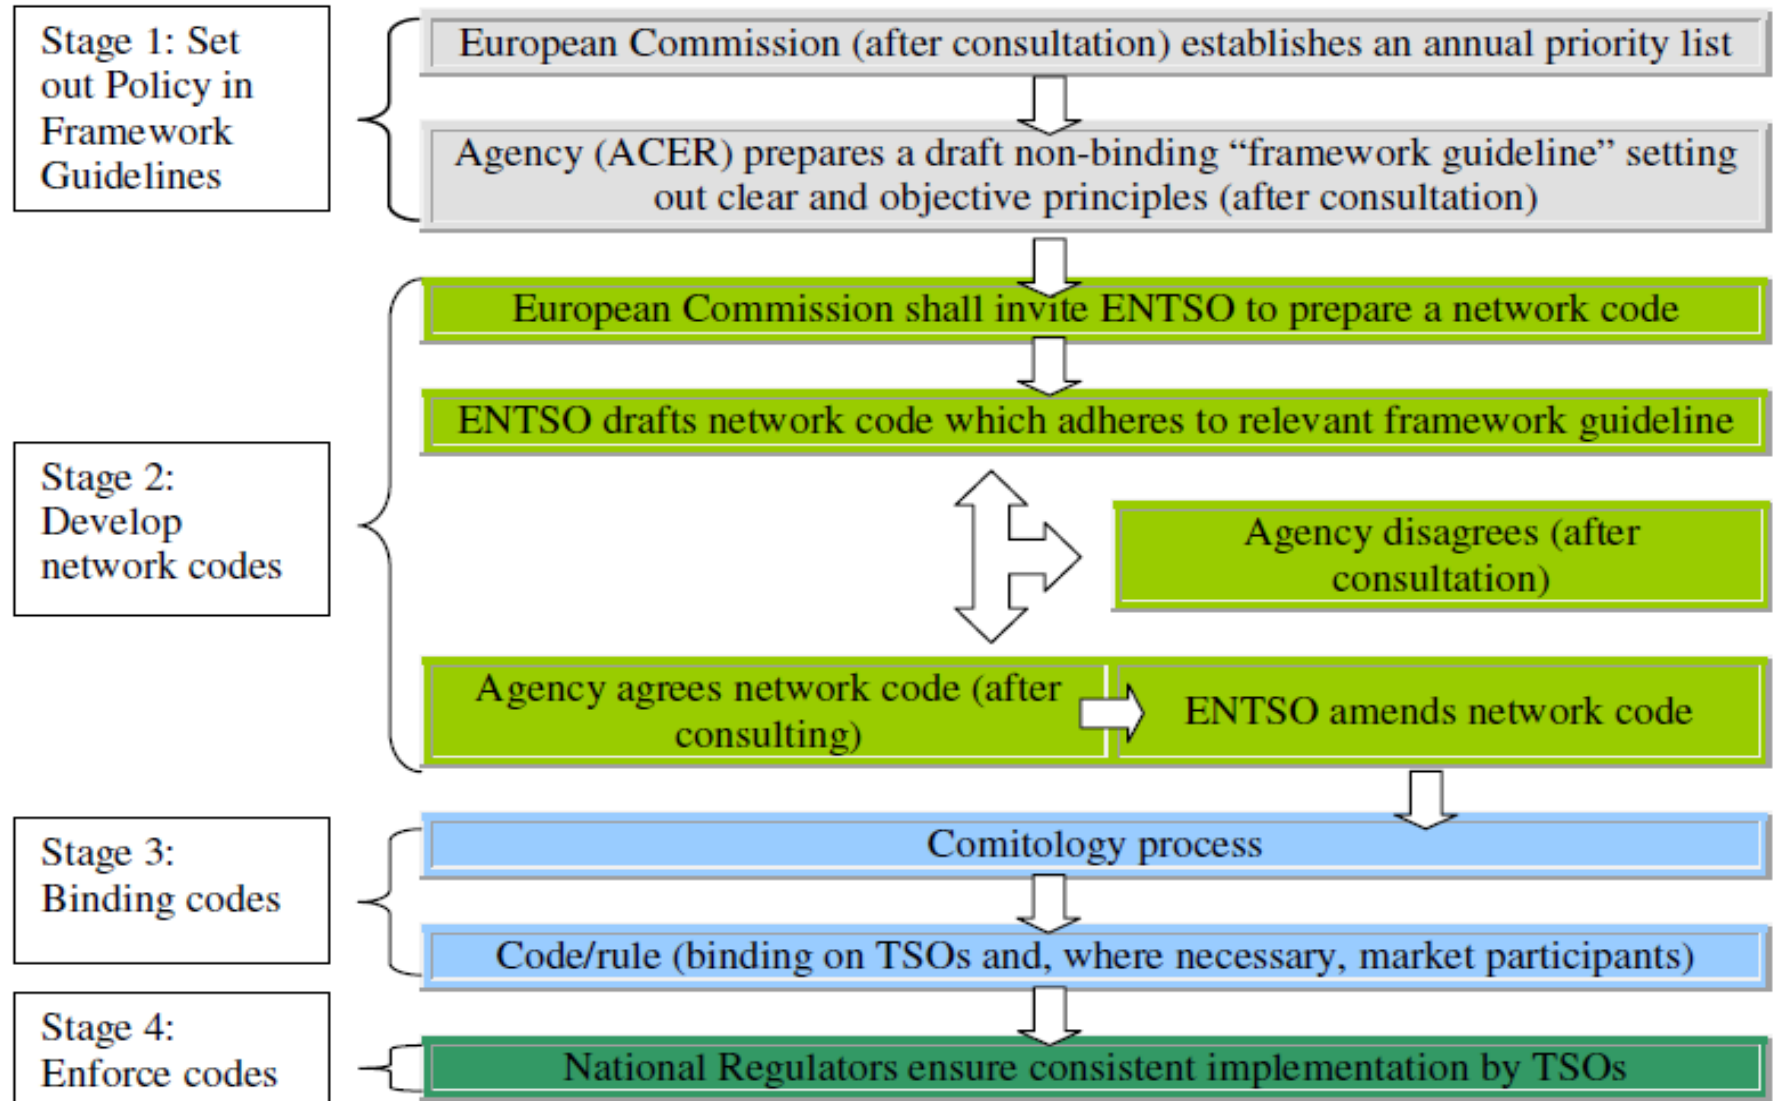 Stage 1: Set
out Policy in
Framework
Guidelines
European Commission (after consultation) establishes an annual priority list
Agency (ACER) prepares a draft non-binding “framework guideline” setting
out clear and objective principles (after consultation)
Stage 2:
Develop
network codes
European Commission shall invite ENTSO to prepare a network code
ENTSO drafts network code which adheres to relevant framework guideline
Agency disagrees (after
consultation)
Agency agrees network code (after
consulting)
ENTSO amends network code
Stage 3:
Binding codes
Comitology process
Code/rule (binding on TSOs and, where necessary, market participants)
Stage 4:
Enforce codes
National Regulators ensure consistent implementation by TSOs